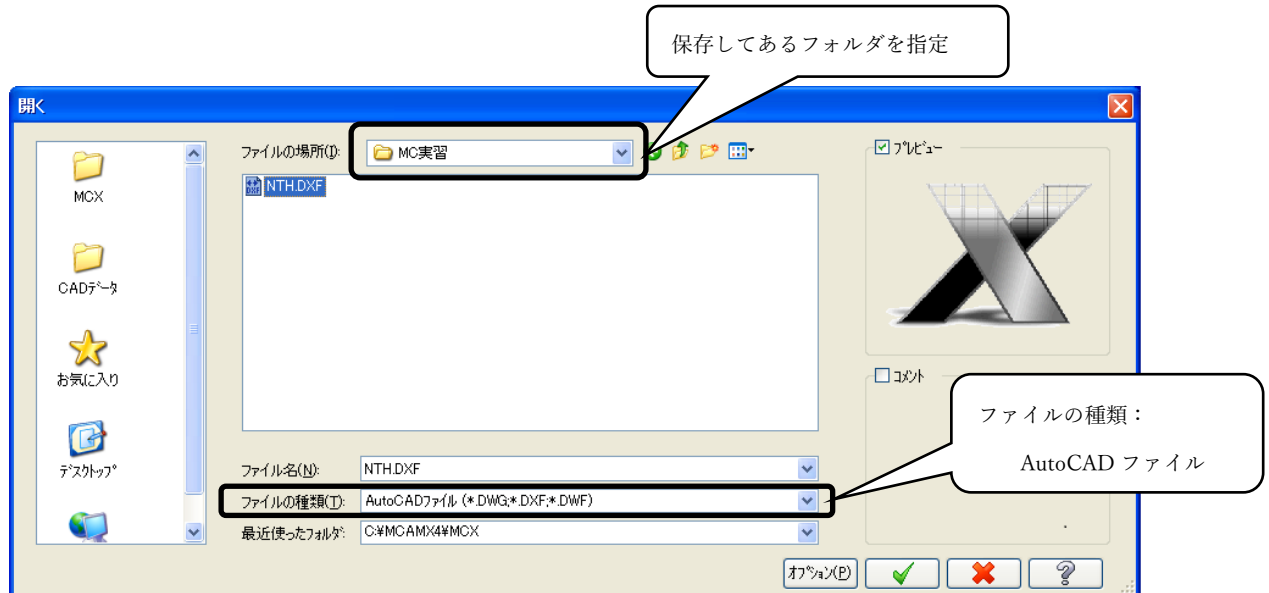 保存してあるフォルダを指定
開く
ファイルの場所(I):
MC実習
プレビュー
NTH.DXF
DXF
MCX
CADデータ
お気に入り
コメント
ファイルの種類：
AutoCAD ファイル
デスクトップ
ファイル名(N):
NTH.DXF
ファイルの種類(T):
AutoCADファイル (*.DWG;*.DXF;*.DWF)
最近使ったフォルダ:
C:¥MCAMX4¥MCX
オプション(P)